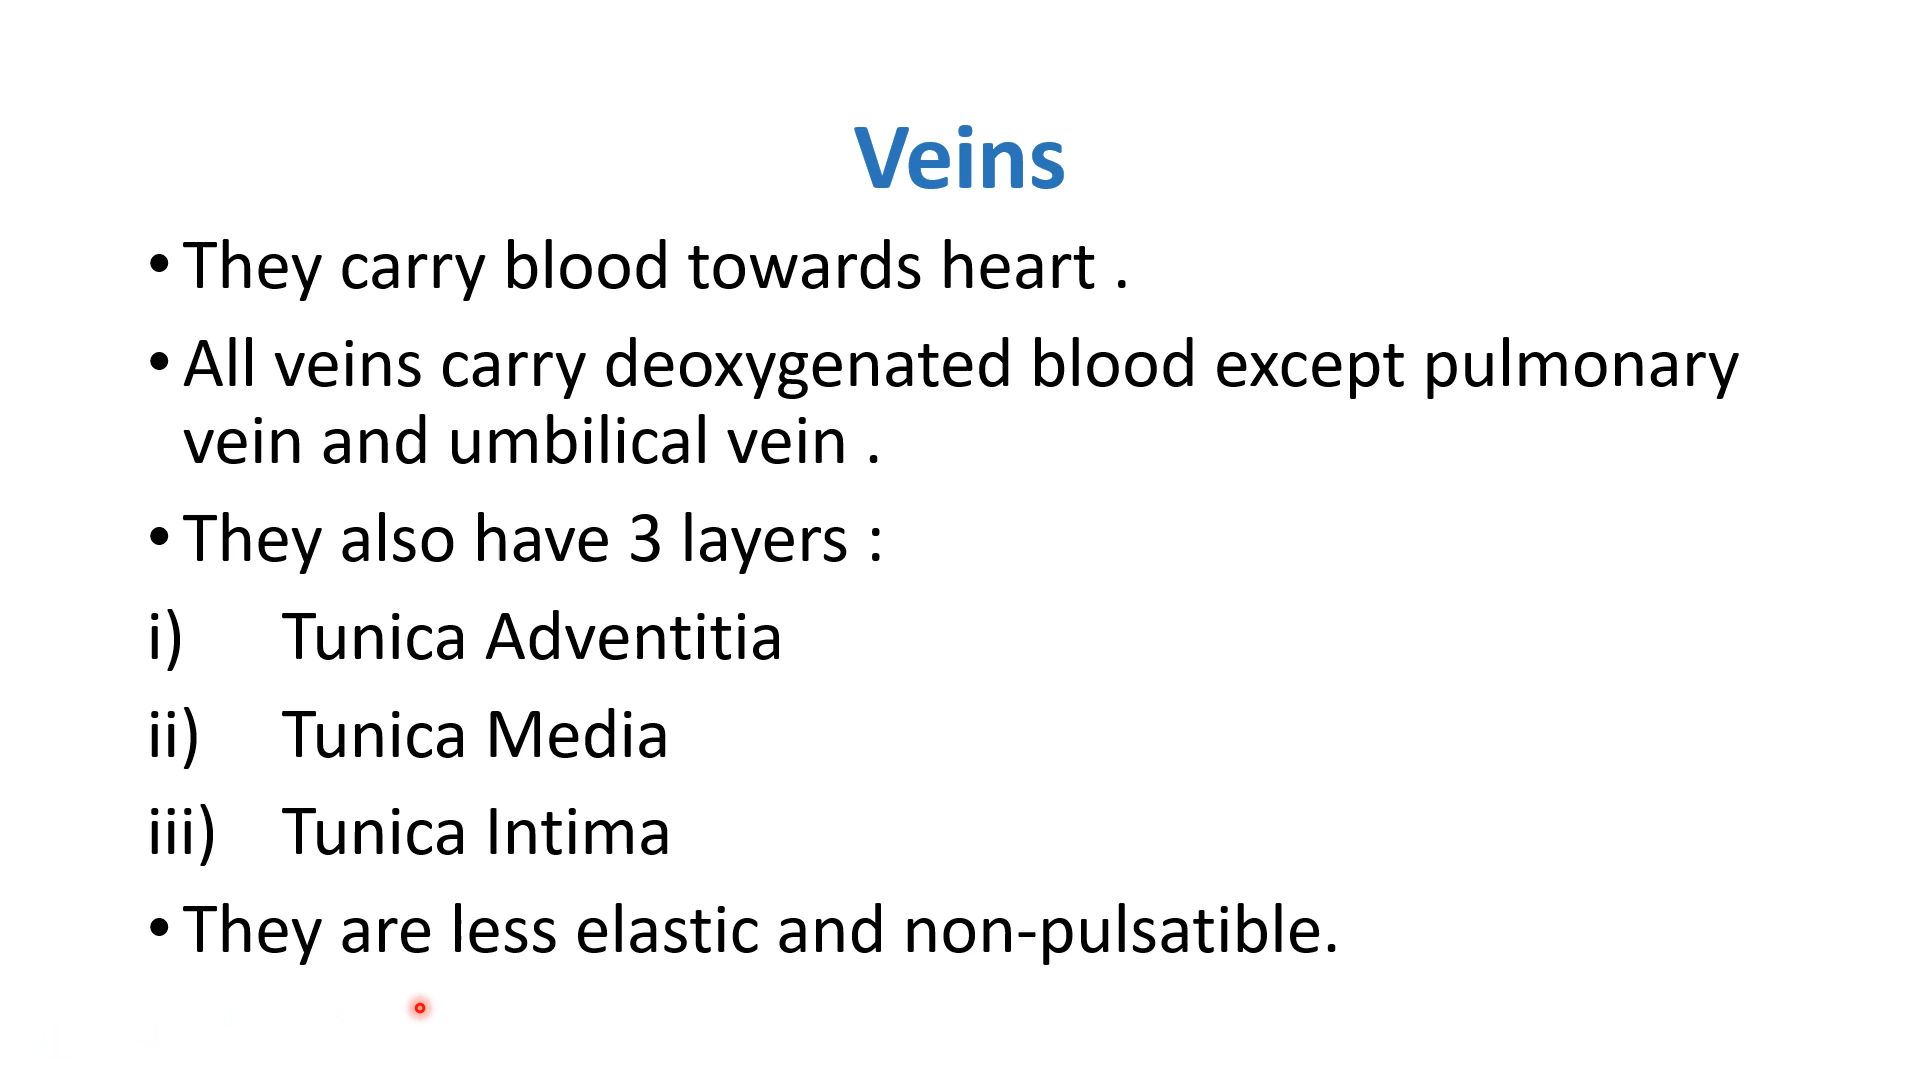 Veins
• They carry blood towards heart .
• All veins carry deoxygenated blood except pulmonary
vein and umbilical vein .
• They also have 3 layers :
i) Tunica Adventitia
ii) Tunica Media
iii) Tunica Intima
• They are less elastic and non-pulsatible.